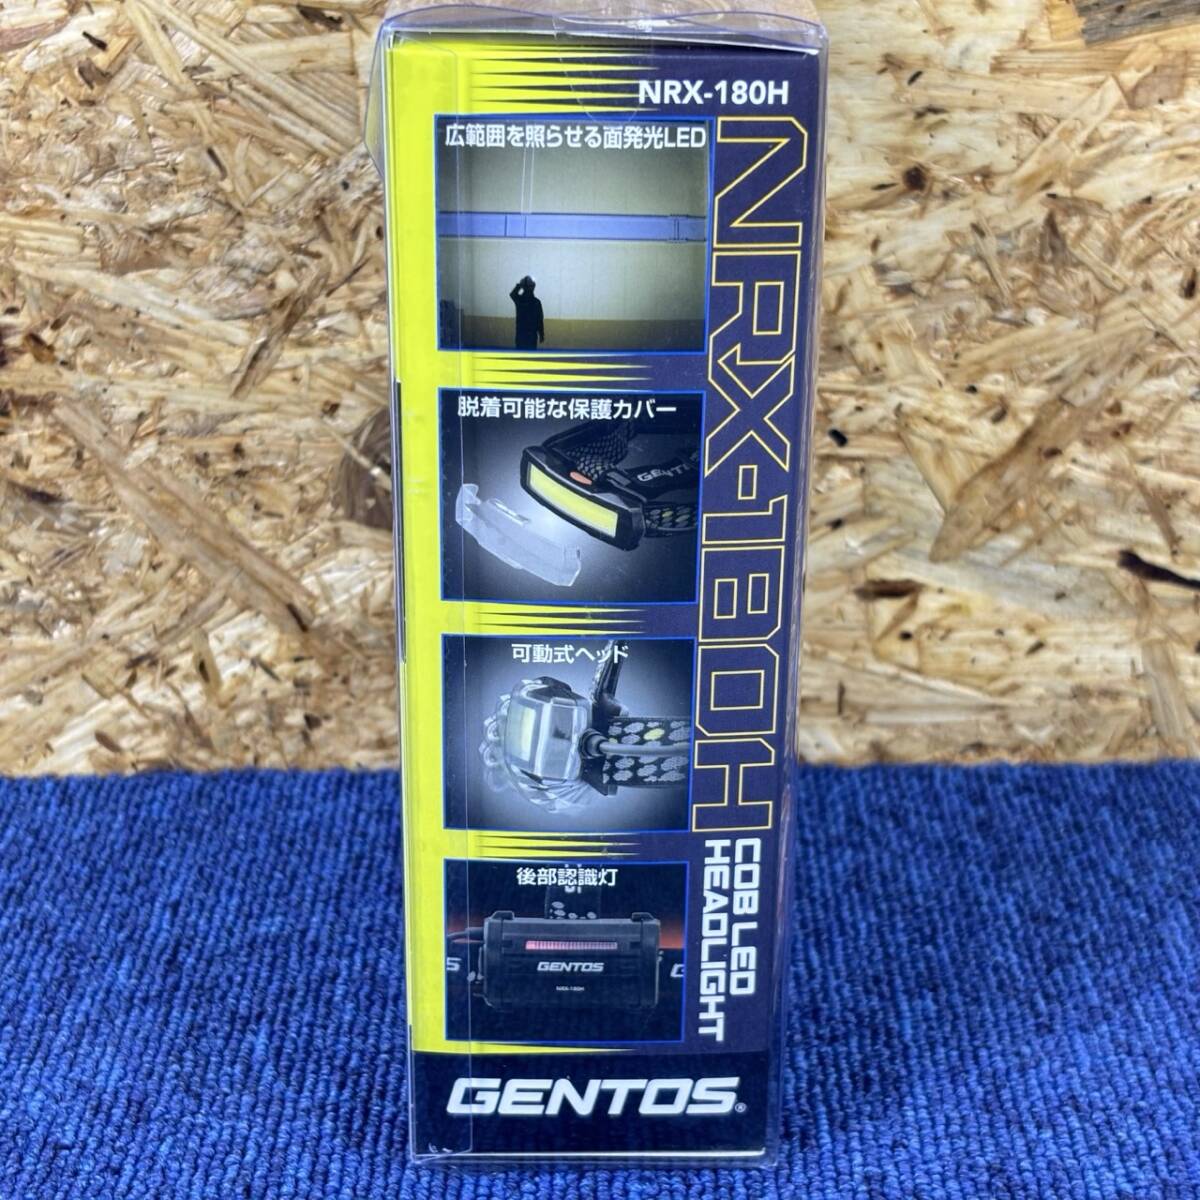 NRX-180H
NRX-180H
COB LED
HEADLIGHT
広範囲を照らせる面発光LED
脱着可能な保護カバー
GENTOS
可動式ヘッド
後部認識灯
GENTOS
NRX-180H
GENTOS®